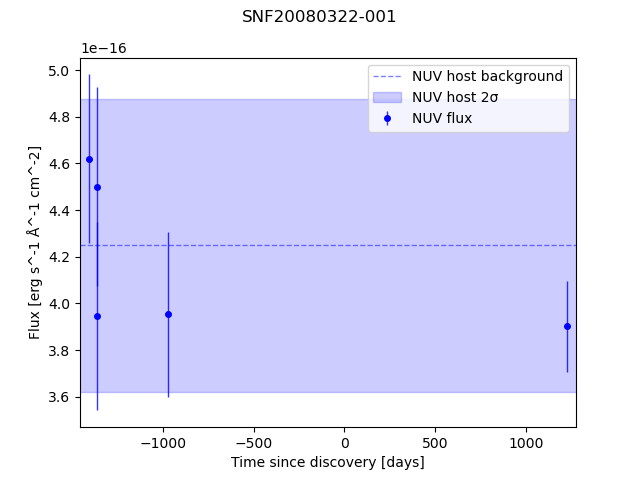 SNF20080322-001
1e−16
NUV host background
NUV host 2σ
NUV flux
5.0
4.8
4.6
4.4
4.2
4.0
3.8
3.6
Flux [erg s^-1 Å^-1 cm^-2]
−1000
−500
0
500
1000
Time since discovery [days]